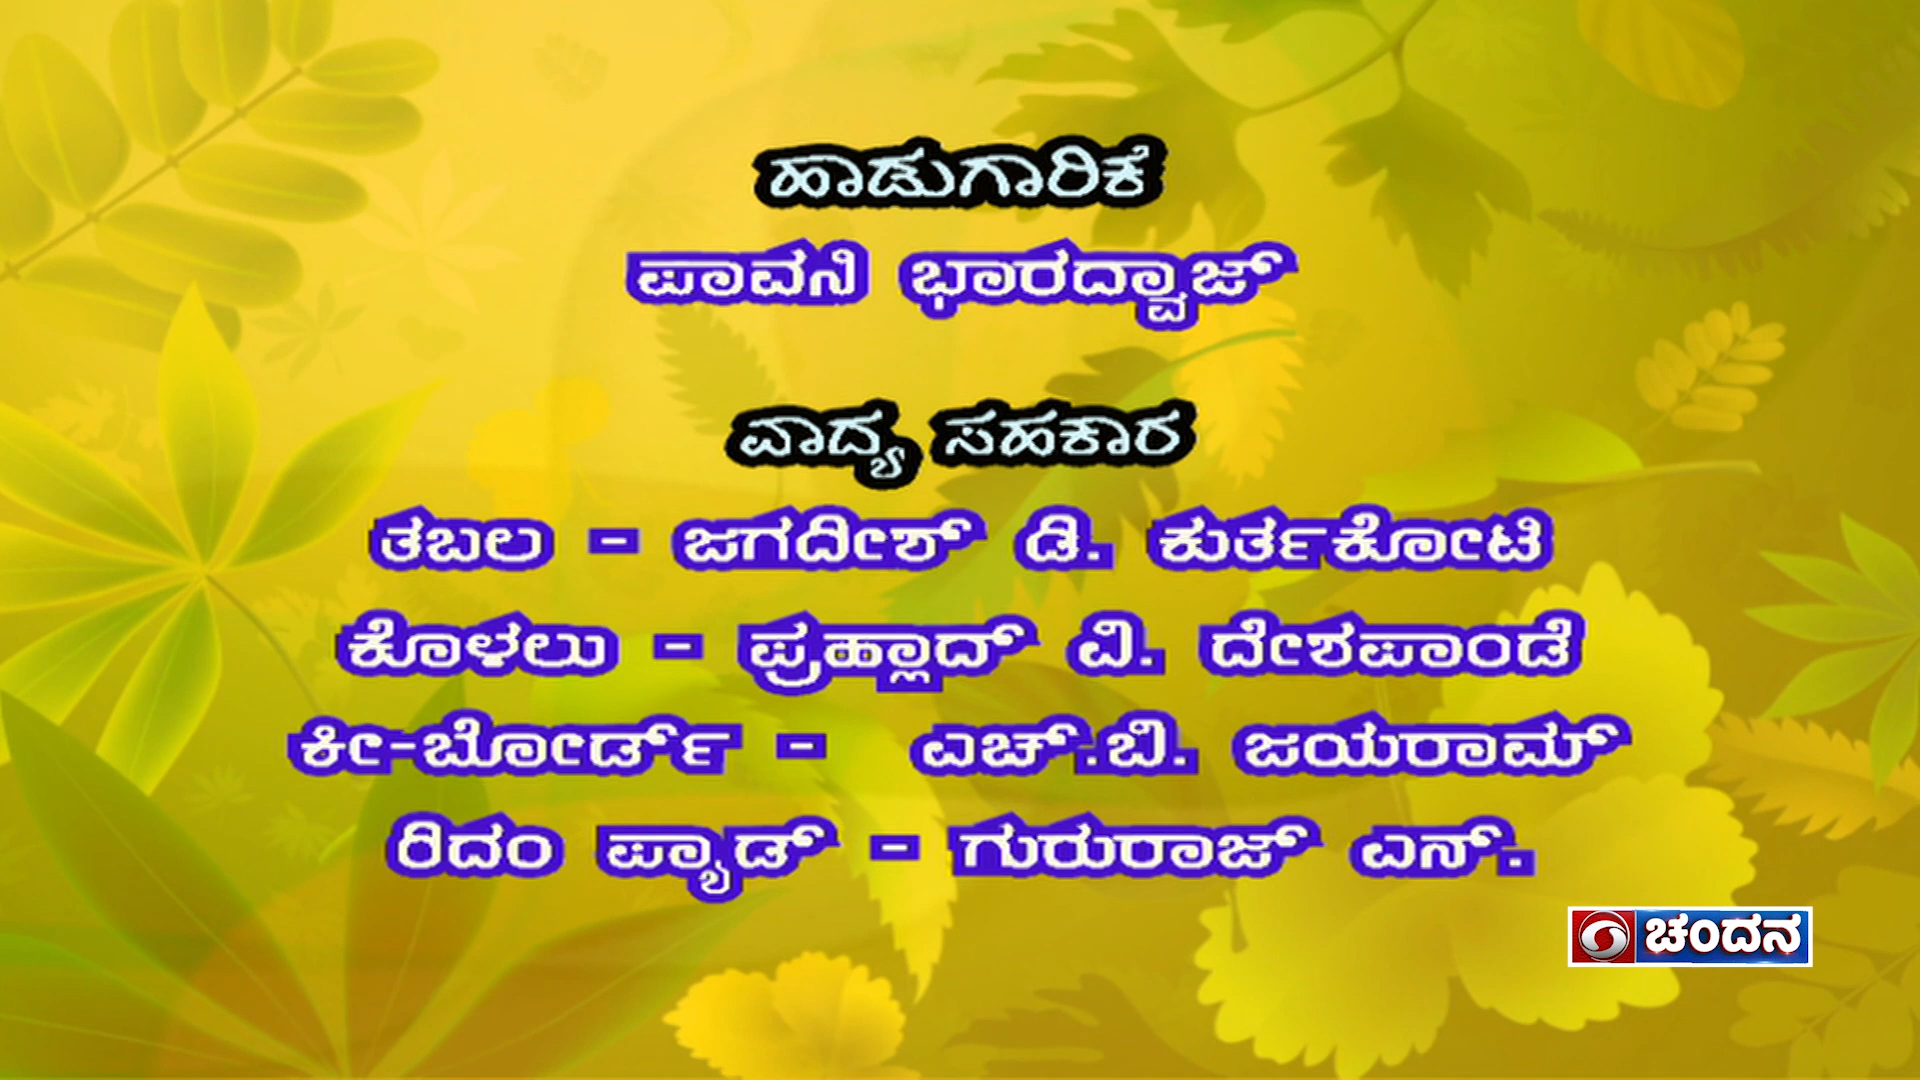 ಹಾಡುಗಾರಿಕೆ
ಪಾವನಿ ಭಾರದ್ವಾಜ್
ವಾದ್ಯ ಸಹಕಾರ
ತಬಲ - ಜಗದೀಶ್ ಡಿ. ಕುರ್ತಕೋಟಿ
ಕೊಳಲು - ಪ್ರಹ್ಲಾದ್ ವಿ. ದೇಶಪಾಂಡೆ
ಕೀ-ಬೋರ್ಡ್ - ಎಚ್.ಬಿ. ಜಯರಾಮ್
ರಿದಂ ಪ್ಯಾಡ್ - ಗುರುರಾಜ್ ಎನ್.
ಚಂದನ